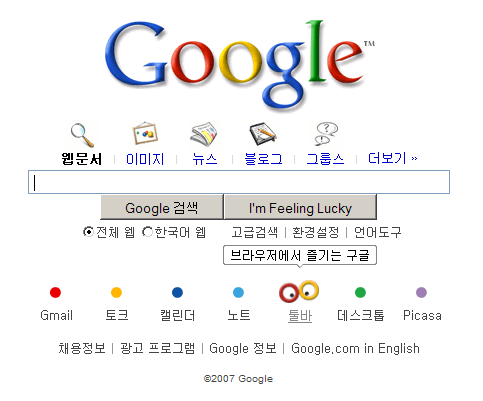 Google™
웹문서 이미지 뉴스 블로그 그룹스 더보기 »
Google 검색 I'm Feeling Lucky
전체 웹 한국어 웹 고급검색 | 환경설정 | 언어도구
브라우저에서 즐기는 구글
Gmail 토크 캘린더 노트 툴바 데스크톱 Picasa
채용정보 | 광고 프로그램 | Google 정보 | Google.com in English
©2007 Google